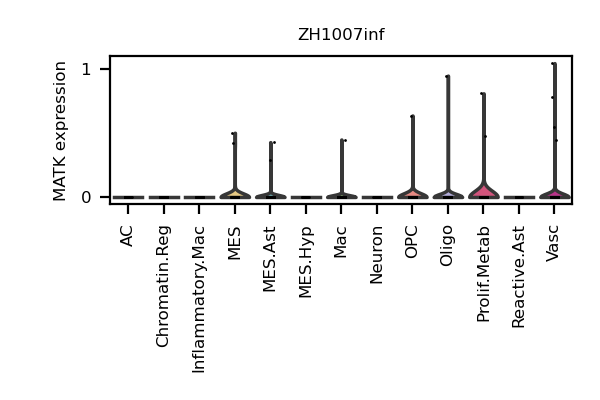 ZH1007inf
MATK expression
1
0
AC
Chromatin.Reg
Inflammatory.Mac
MES
MES.Ast
MES.Hyp
Mac
Neuron
OPC
Oligo
Prolif.Metab
Reactive.Ast
Vasc